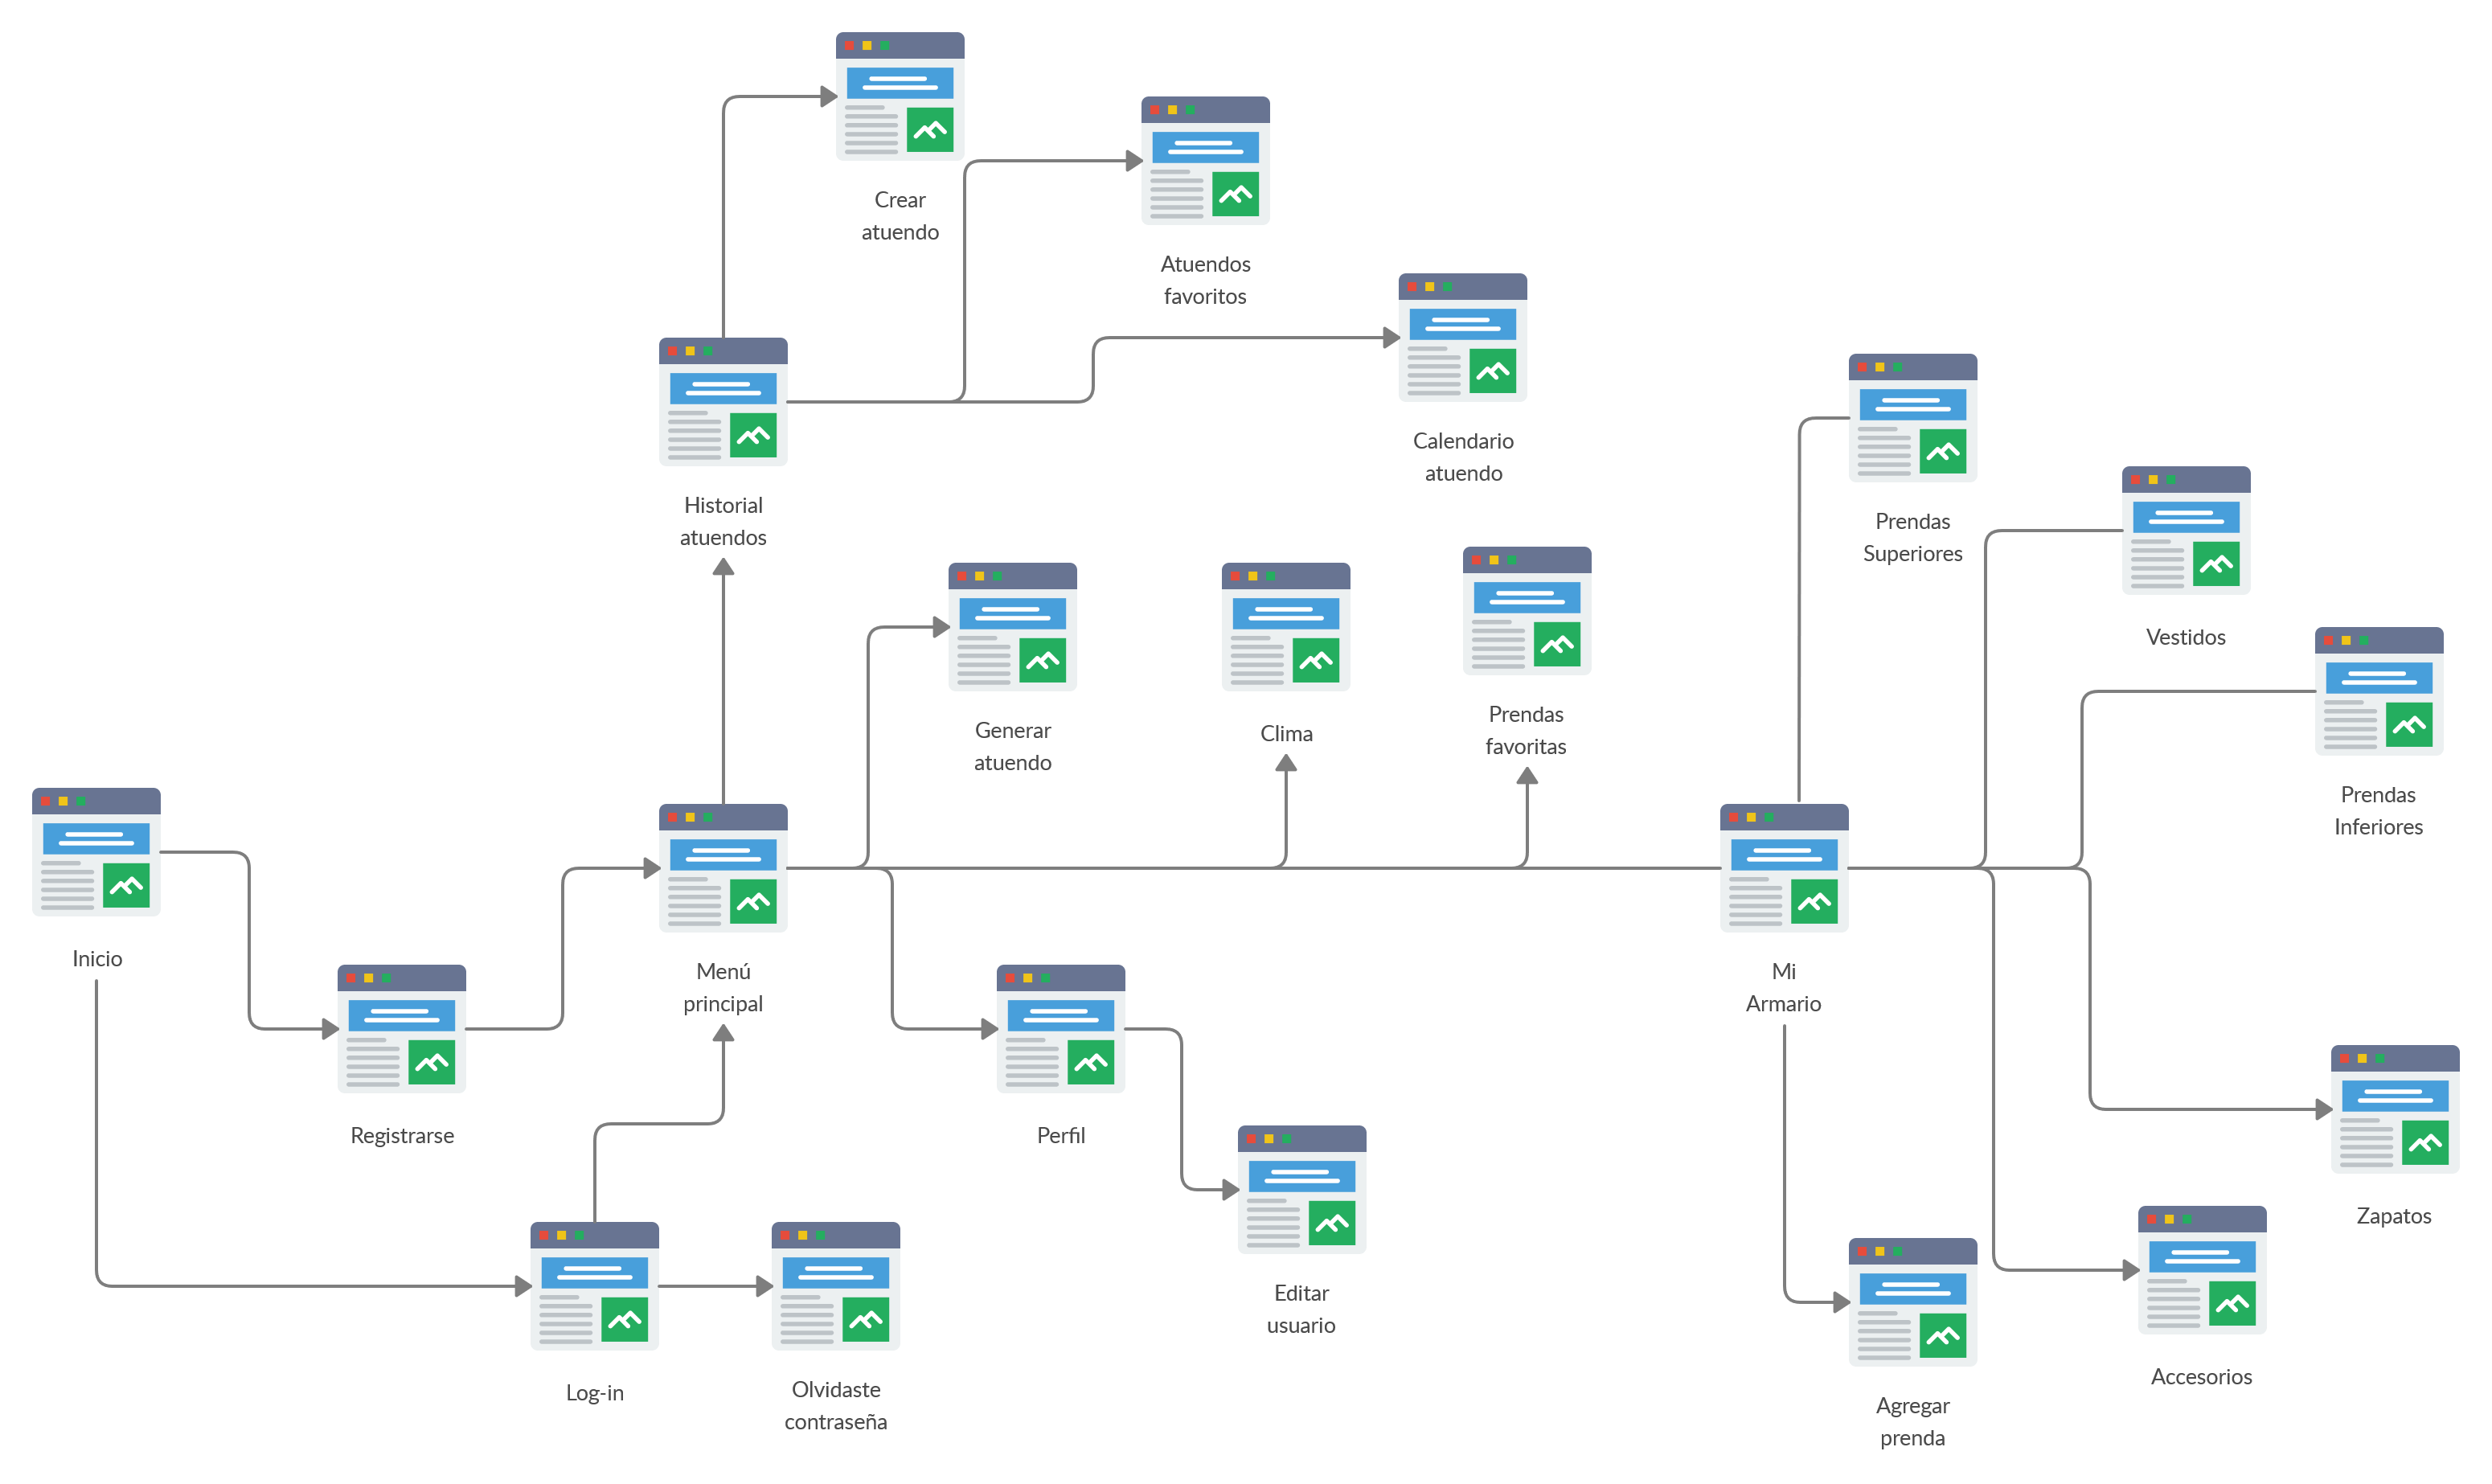 Crear
atuendo
Atuendos
favoritos
Calendario
atuendo
Historial
atuendos
Prendas
Superiores
Vestidos
Generar
atuendo
Clima
Prendas
favoritas
Prendas
Inferiores
Inicio
Menú
principal
Mi
Armario
Registrarse
Perfil
Zapatos
Editar
usuario
Accesorios
Log-in
Olvidaste
contraseña
Agregar
prenda